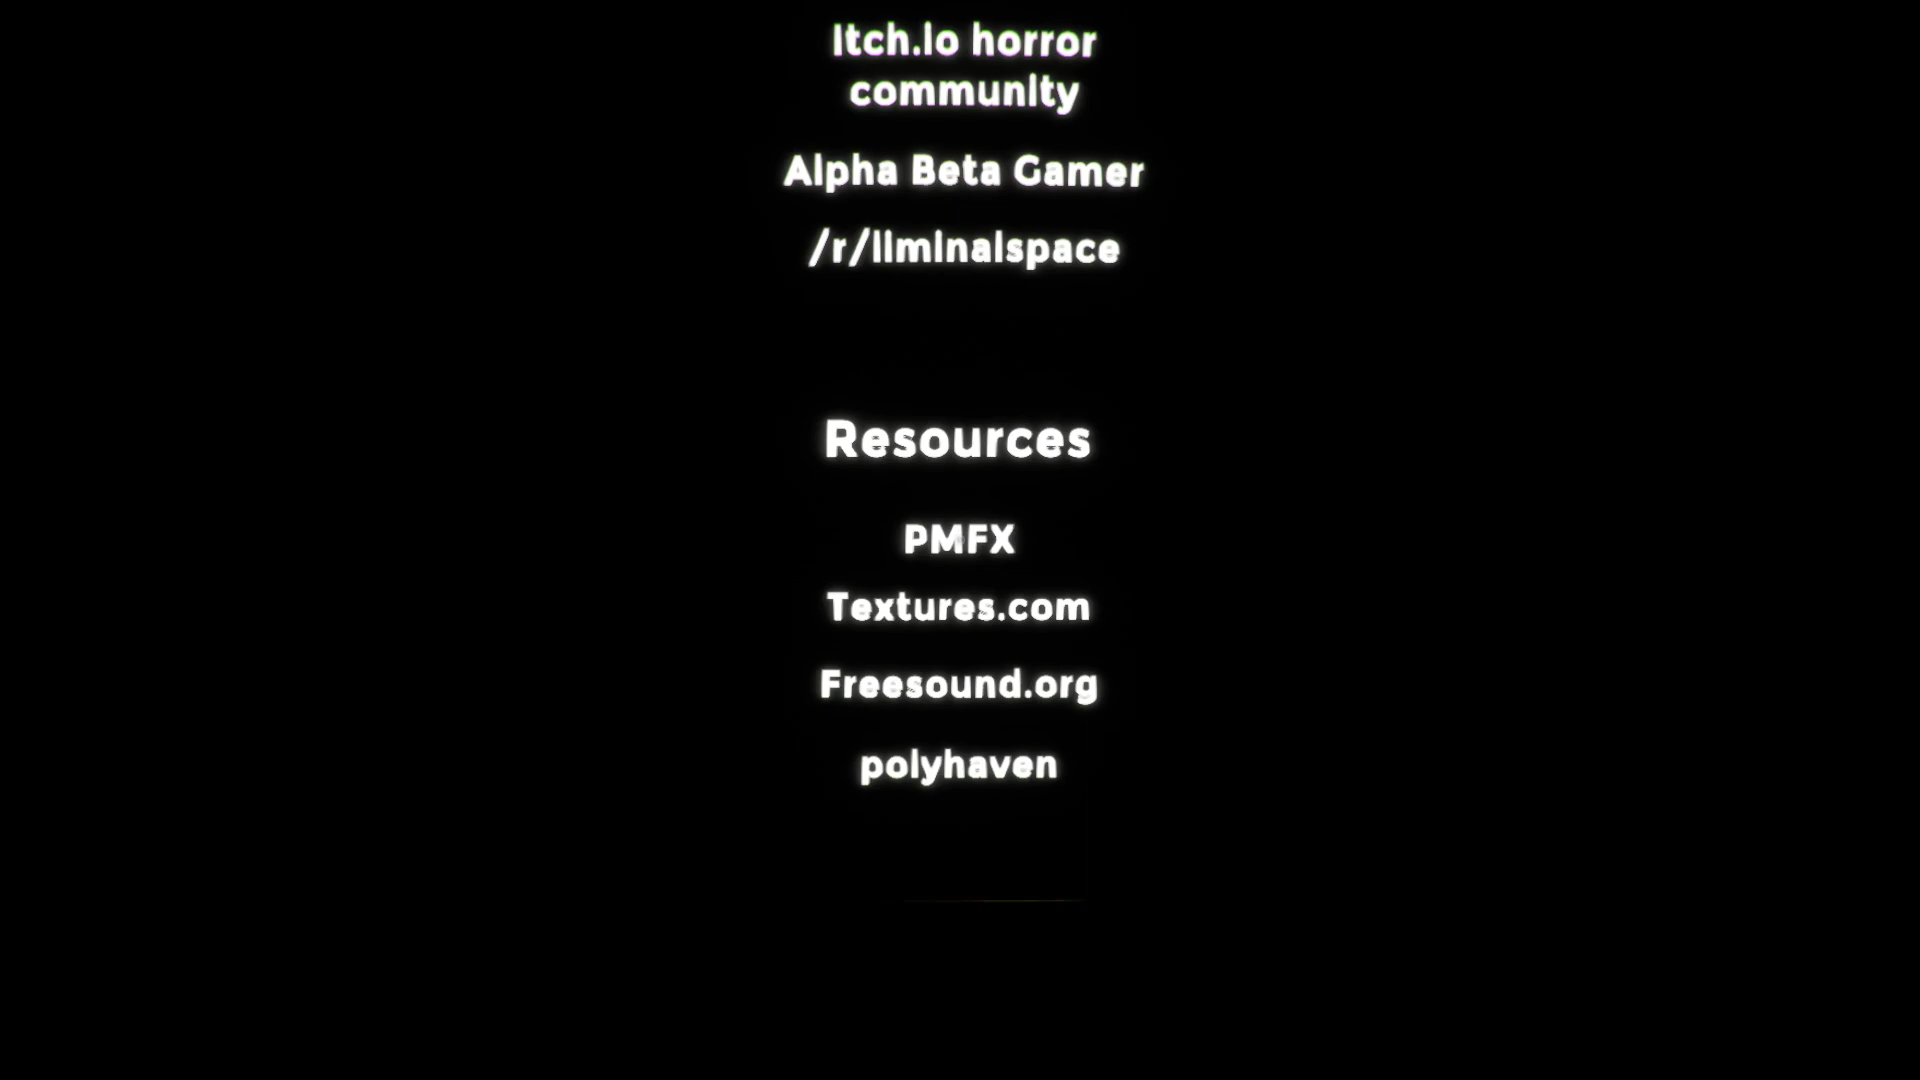 Itch.io horror
community
Alpha Beta Gamer
/r/liminalspace
Resources
PMFX
Textures.com
Freesound.org
polyhaven